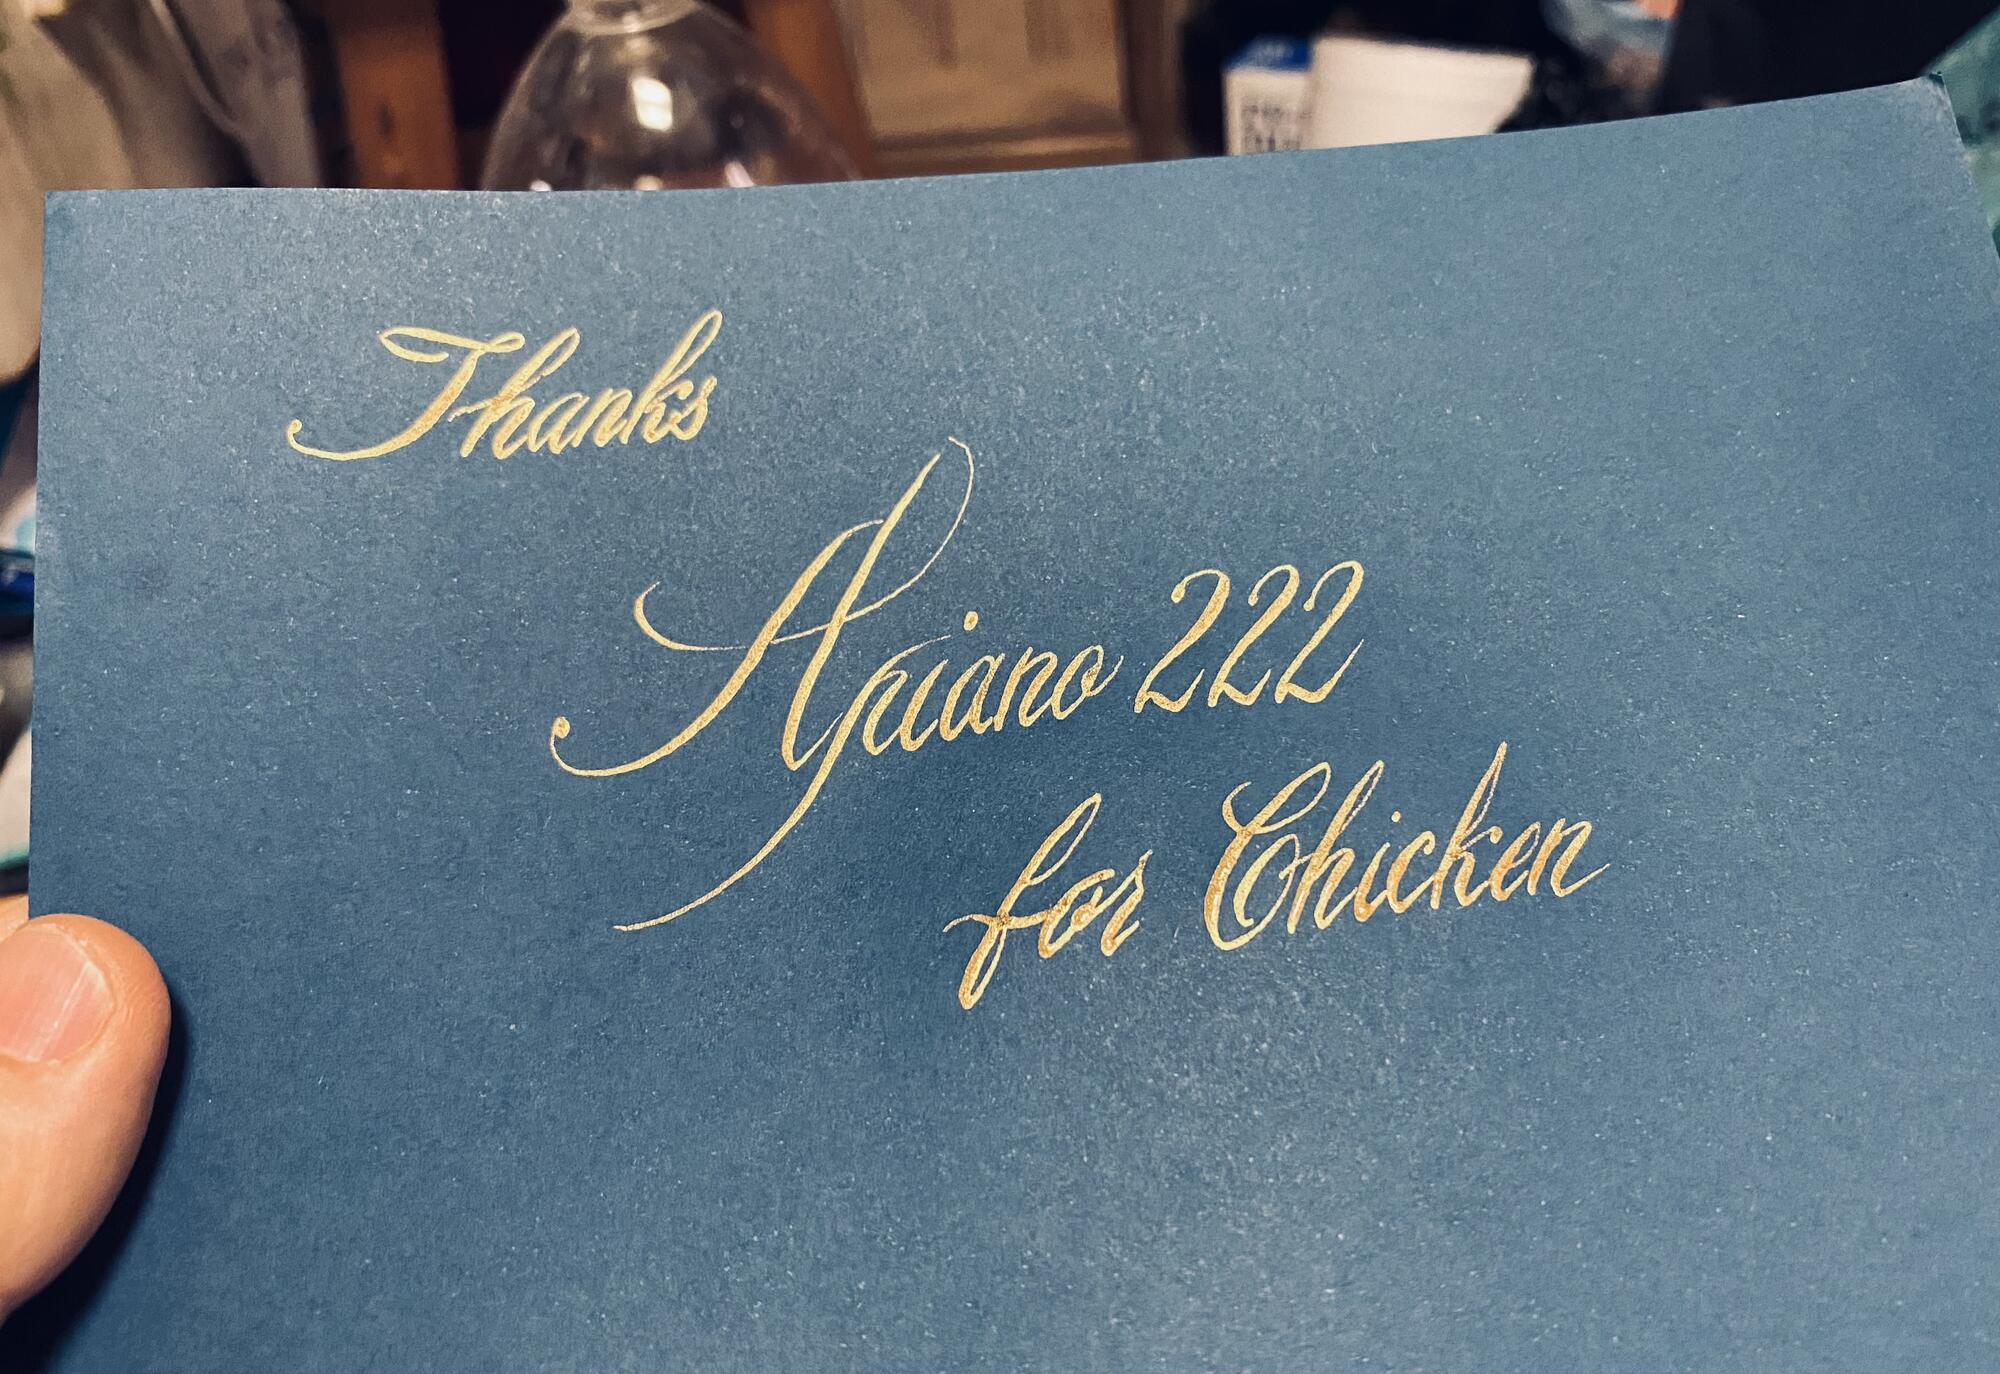 Thanks
Apiano 222
for Chicken